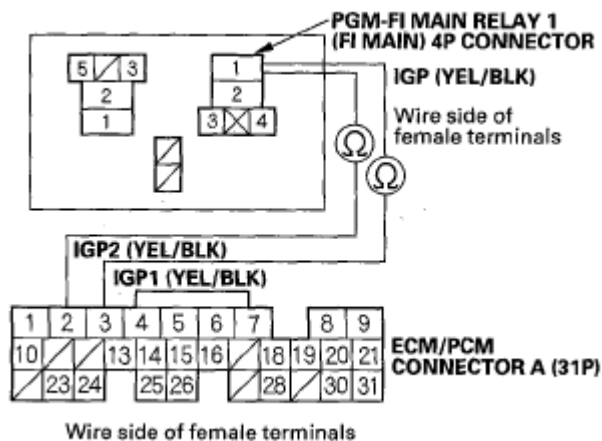 PGM-FI MAIN RELAY 1
(FI MAIN) 4P CONNECTOR
5 3 1
IGP (YEL/BLK)
2 2
1 3 4
Wire side of
female terminals
Ω
Ω
IGP2 (YEL/BLK)
IGP1 (YEL/BLK)
1 2 3 4 5 6 7 8 9
10 13 14 15 16 18 19 20 21
23 24 25 26 28 30 31
ECM/PCM
CONNECTOR A (31P)
Wire side of female terminals